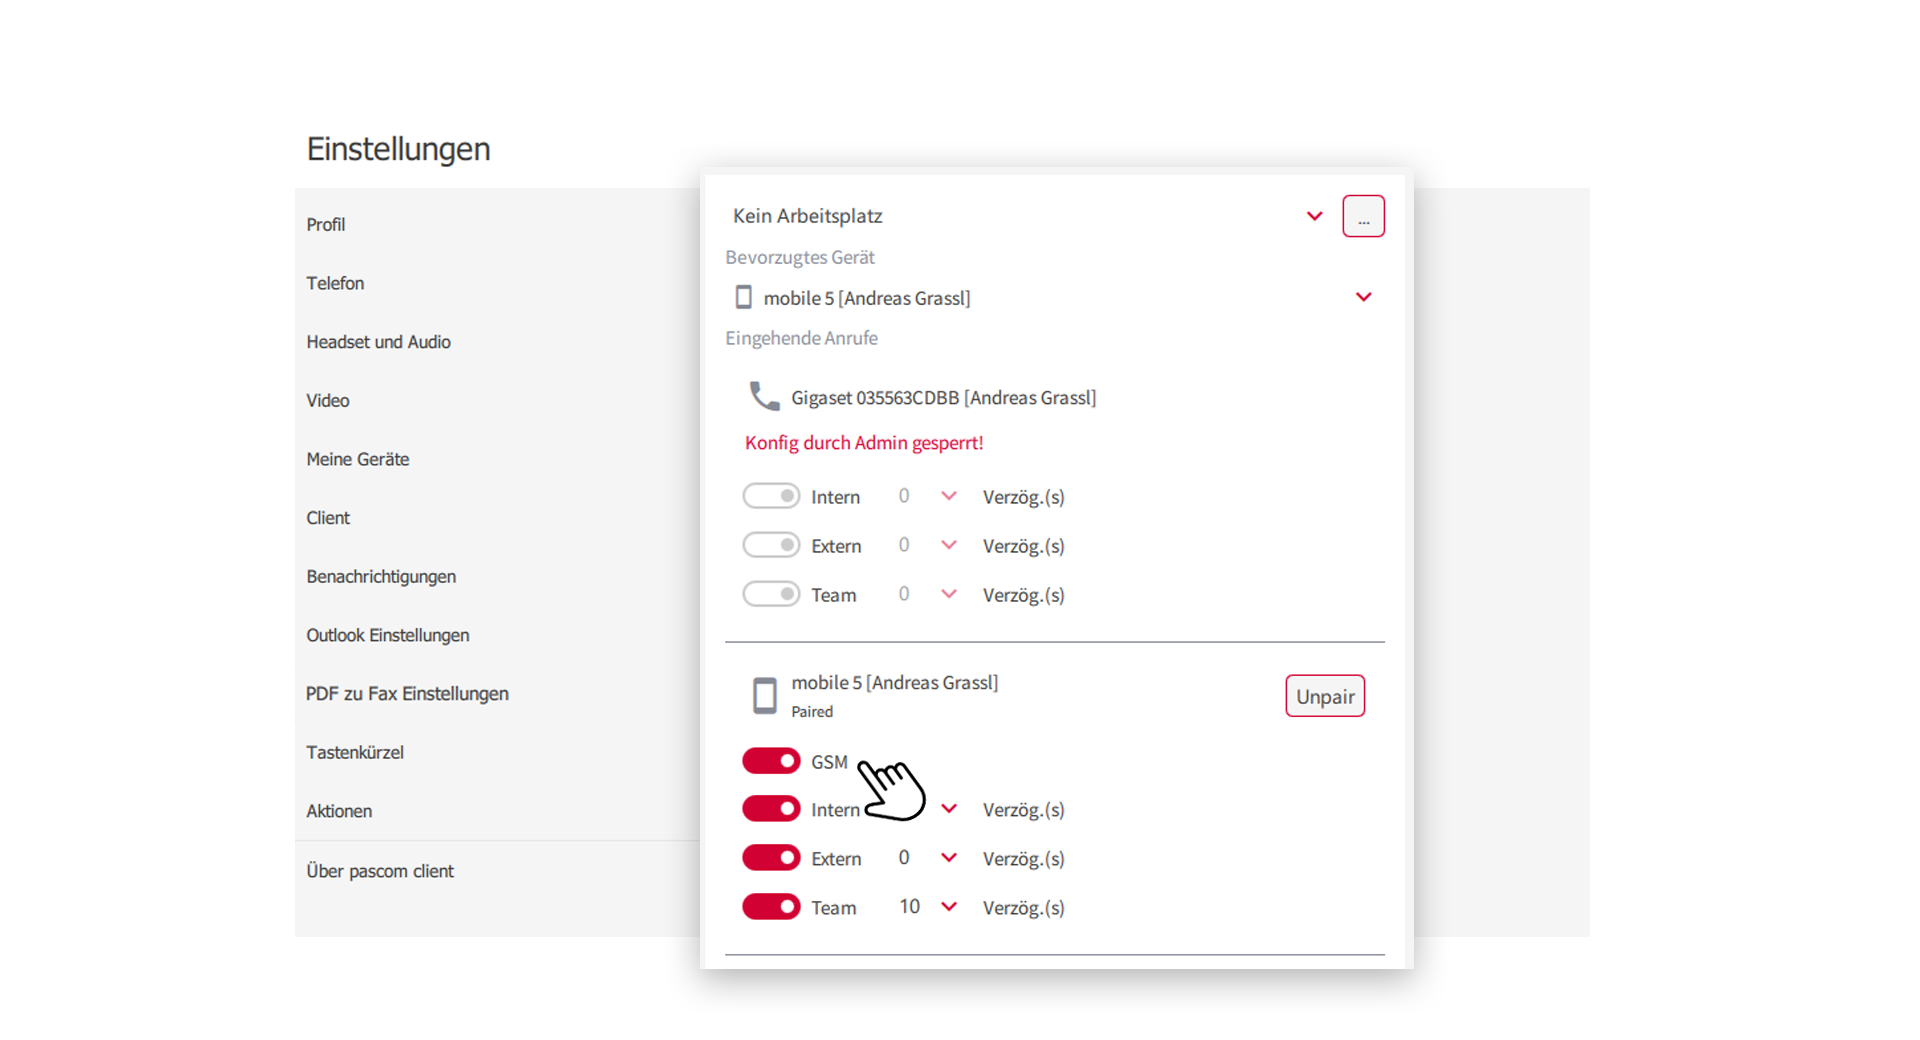 Einstellungen
Profil
Telefon
Headset und Audio
Video
Meine Geräte
Client
Benachrichtigungen
Outlook Einstellungen
PDF zu Fax Einstellungen
Tastenkürzel
Aktionen
Über pascom client
Kein Arbeitsplatz
...
Bevorzugtes Gerät
mobile 5 [Andreas Grassl]
Eingehende Anrufe
Gigaset 035563CDBB [Andreas Grassl]
Konfig durch Admin gesperrt!
Intern 0 Verzög.(s)
Extern 0 Verzög.(s)
Team 0 Verzög.(s)
mobile 5 [Andreas Grassl]
Paired
Unpair
GSM
Intern Verzög.(s)
Extern 0 Verzög.(s)
Team 10 Verzög.(s)